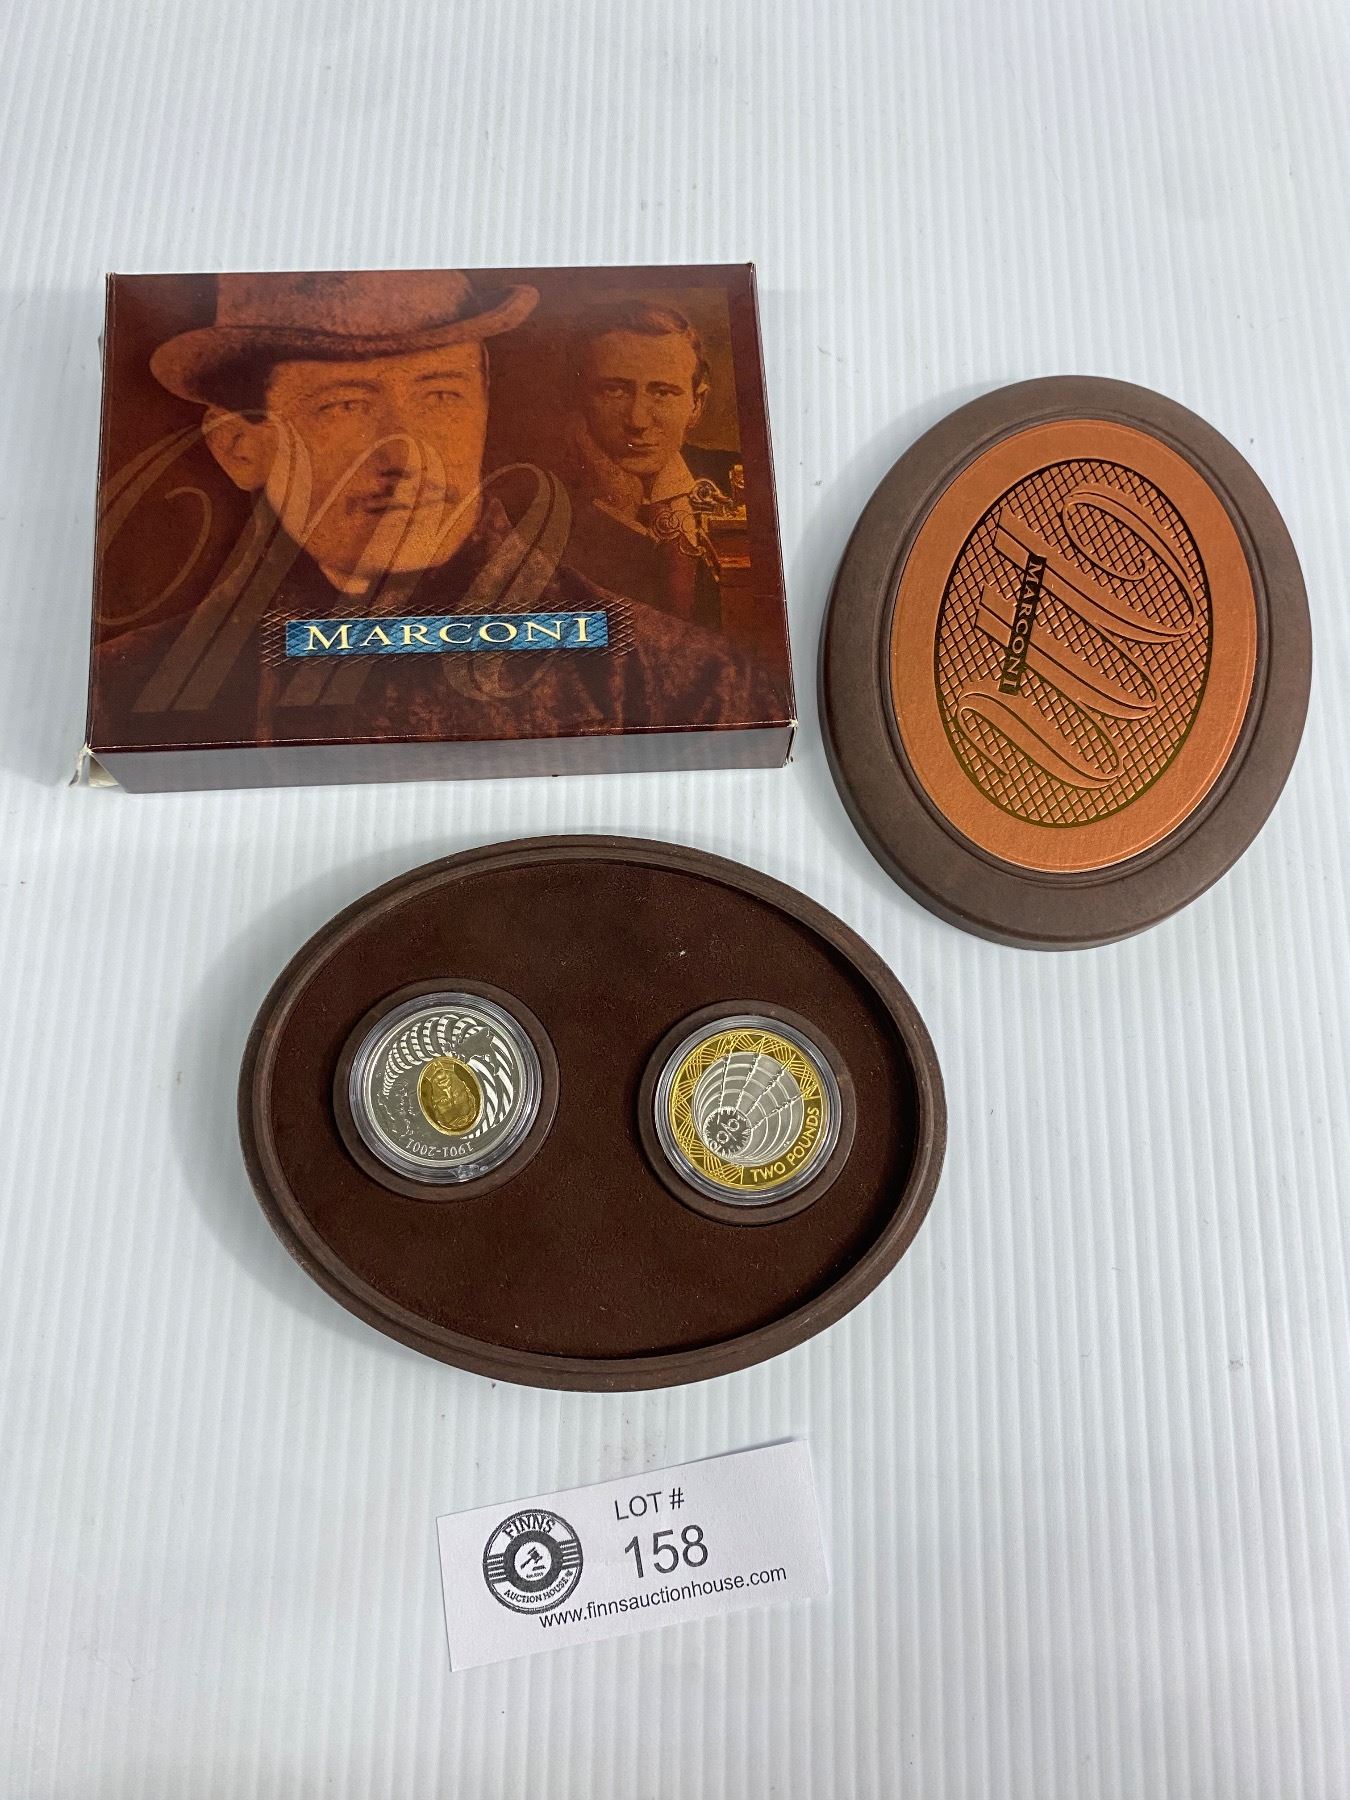 MARCONI
MARCONI
1901-2001
TWO POUNDS
LOT #
158
FINNS
AUCTION HOUSE
www.finnsauctionhouse.com